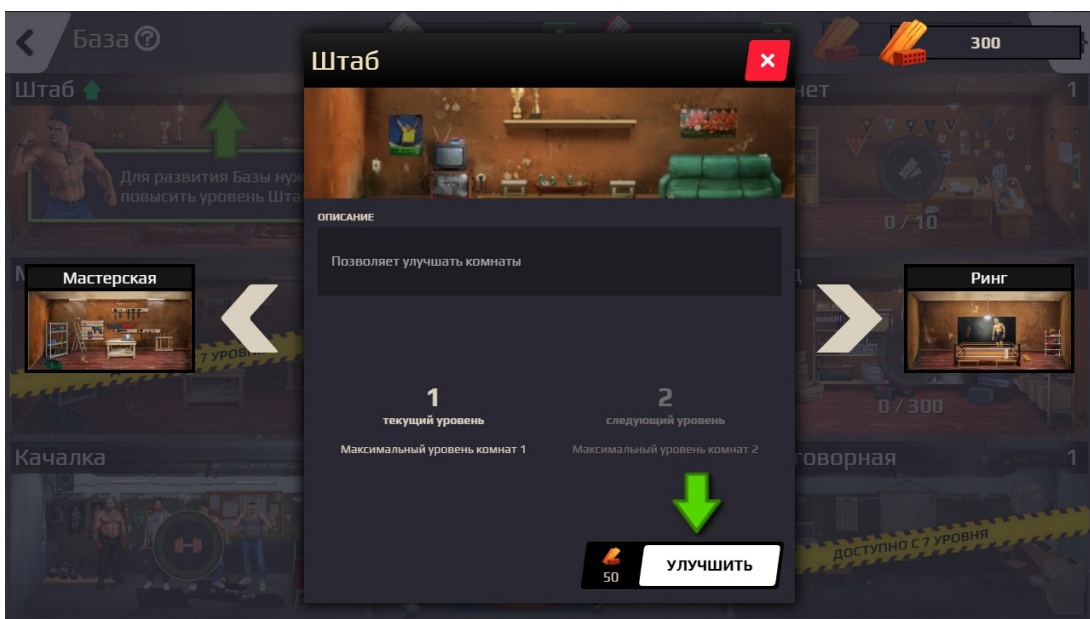 База ?
300
Штаб
Штаб
нет
1
Для развития Базы нуж
повысить уровень Шта
ОПИСАНИЕ
Позволяет улучшать комнаты
0 / 10
М
Мастерская
Ринг
С 7 УРОВНЯ
1
2
текущий уровень
следующий уровень
0 / 300
Максимальный уровень комнат 1
Максимальный уровень комнат 2
Качалка
говорная
1
ДОСТУПНО С 7 УРОВНЯ
50
УЛУЧШИТЬ